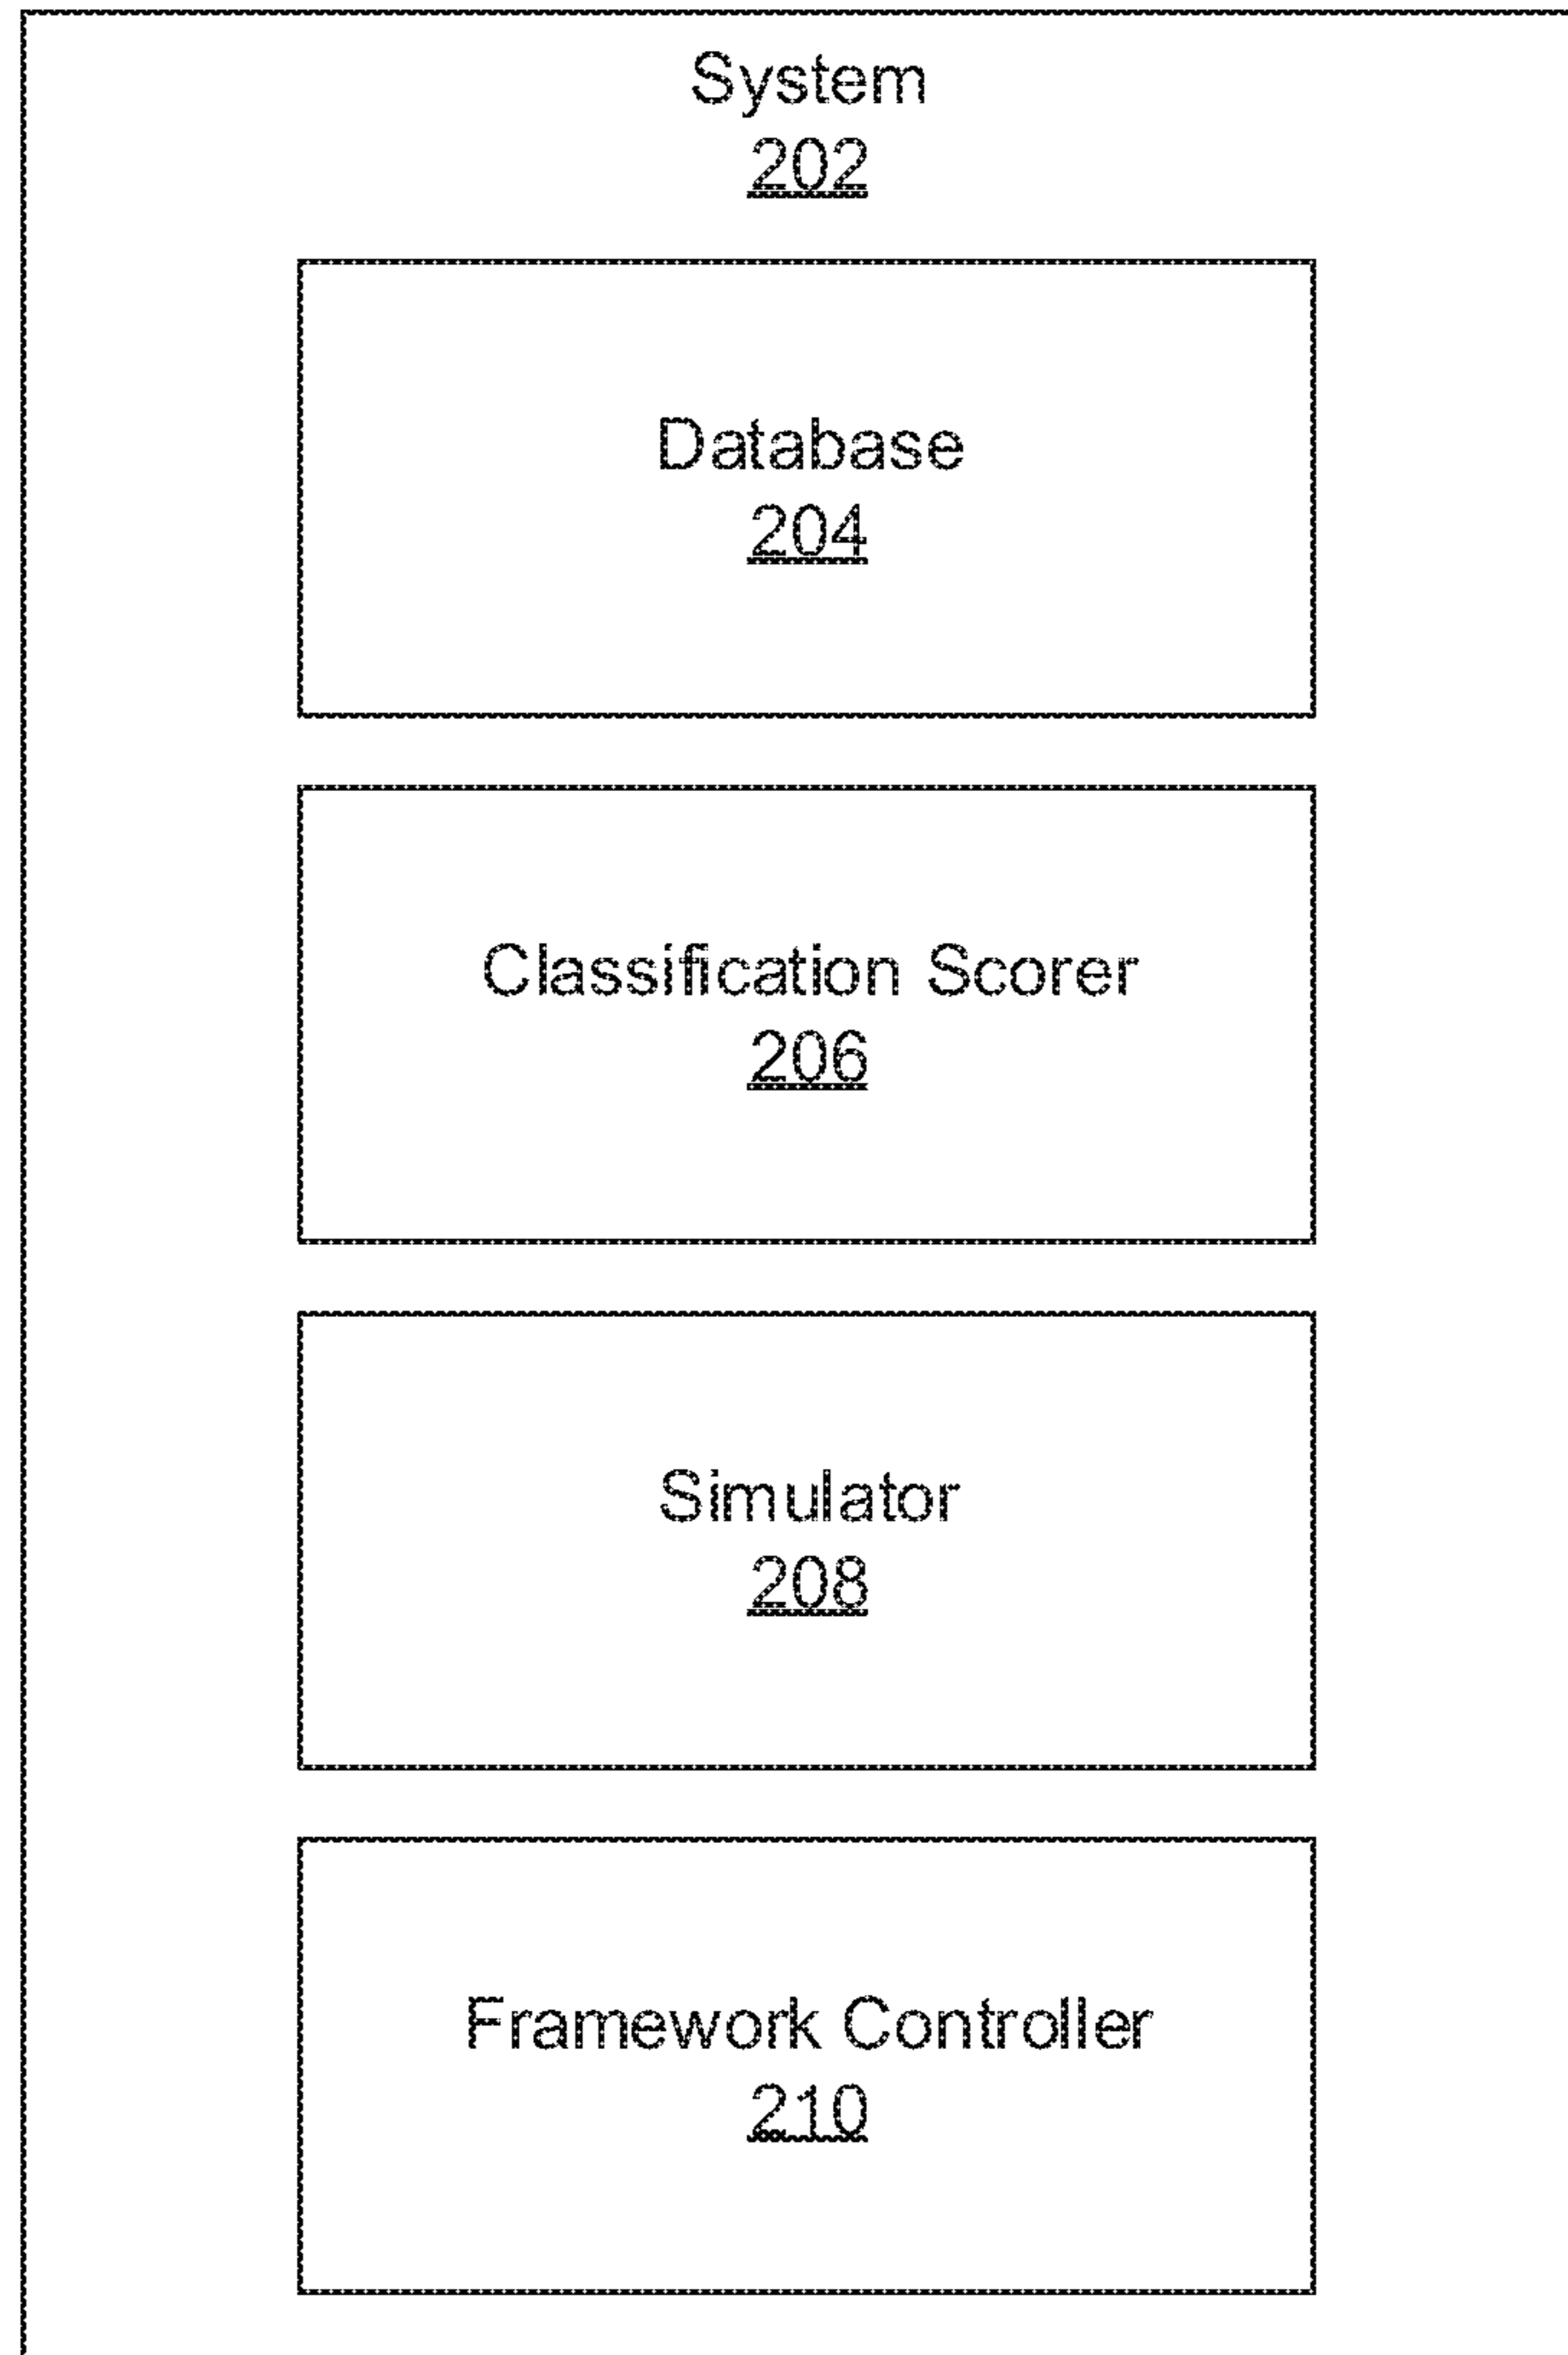 System
202
Database
204
Classification Scorer
206
Simulator
208
Framework Controller
210